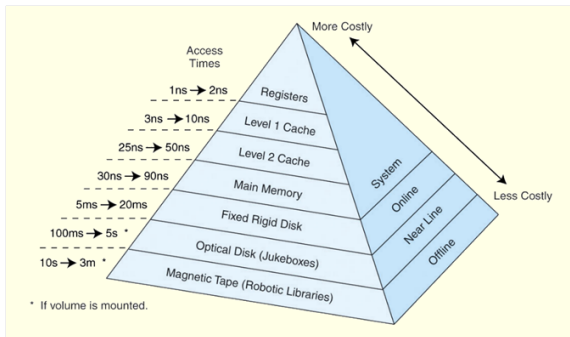 More Costly
Access
Times
1ns → 2ns
Registers
3ns → 10ns
Level 1 Cache
25ns → 50ns
Level 2 Cache
30ns → 90ns
Main Memory
5ms → 20ms
Fixed Rigid Disk
100ms → 5s *
Optical Disk (Jukeboxes)
10s → 3m *
Magnetic Tape (Robotic Libraries)
System
Online
Near Line
Offline
Less Costly
* If volume is mounted.